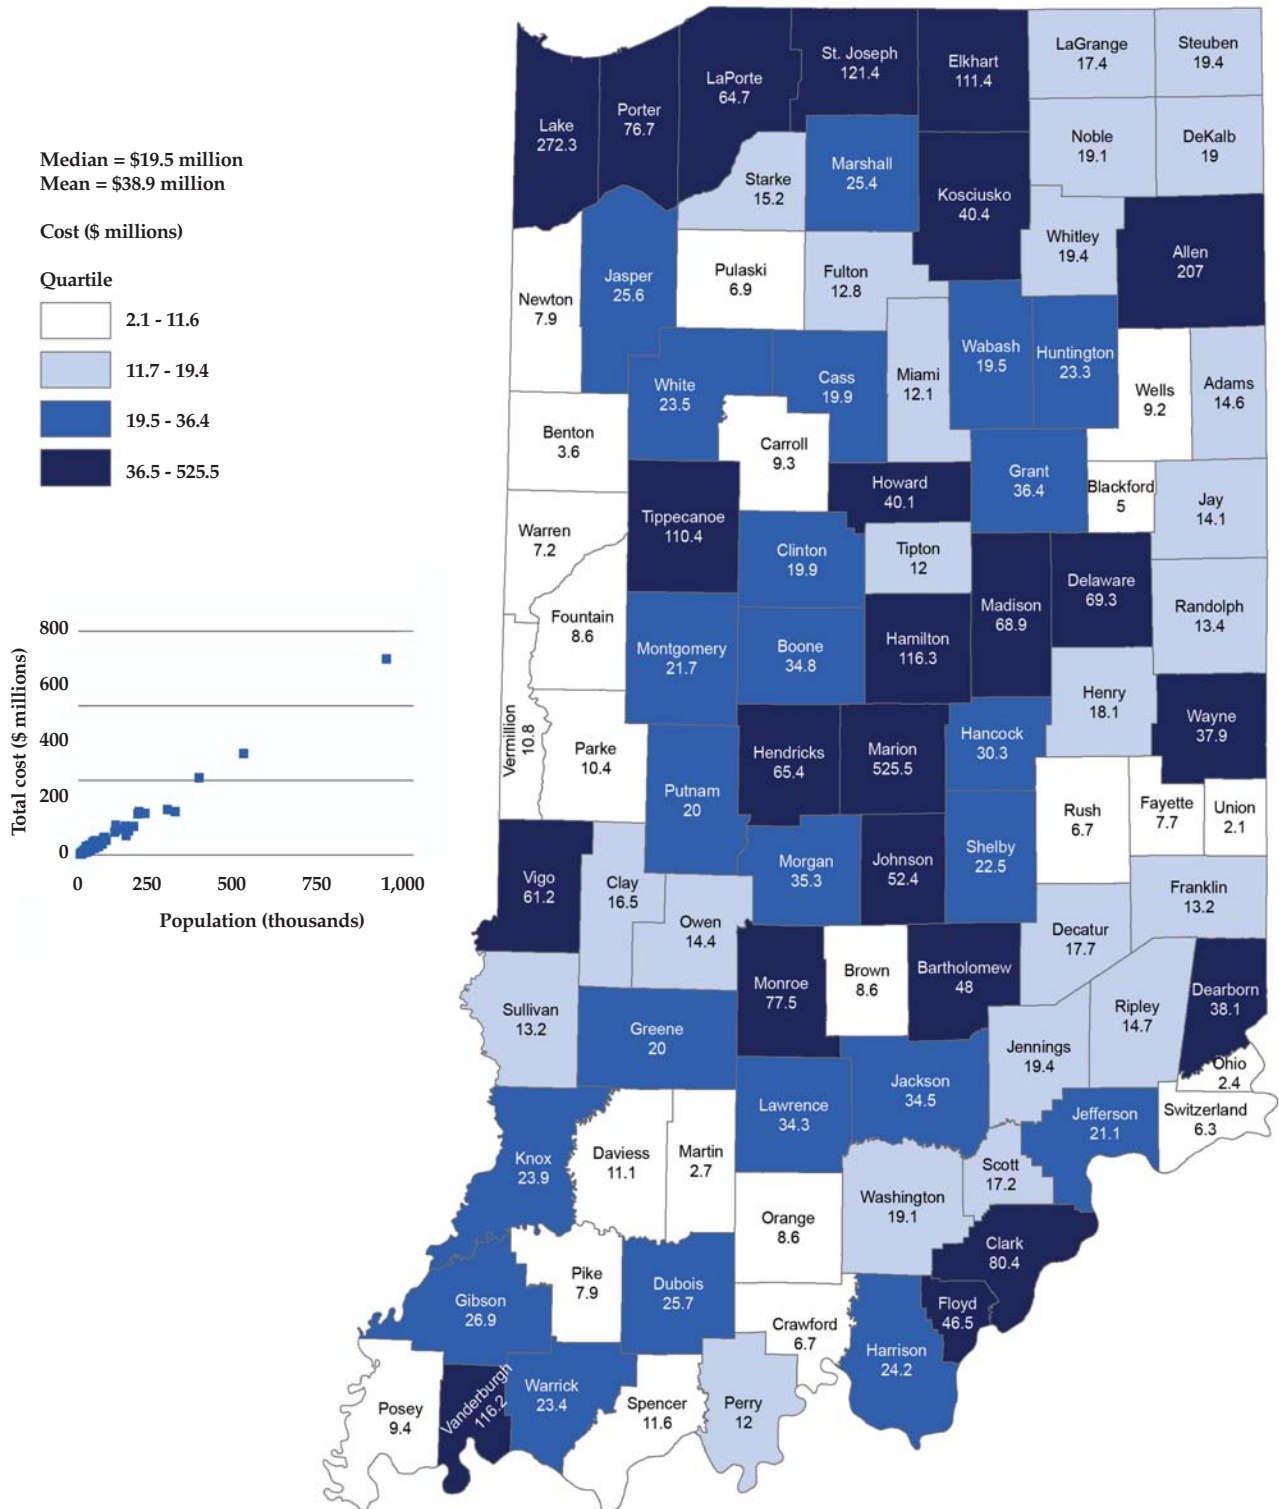 Median = $19.5 million
Mean = $38.9 million
Cost ($ millions)
Quartile
2.1 - 11.6
11.7 - 19.4
19.5 - 36.4
36.5 - 525.5
Total cost ($ millions)
800
600
400
200
0
0 250 500 750 1,000
Population (thousands)
Lake
272.3
Porter
76.7
LaPorte
64.7
St. Joseph
121.4
Elkhart
111.4
LaGrange
17.4
Steuben
19.4
Starke
15.2
Marshall
25.4
Kosciusko
40.4
Noble
19.1
DeKalb
19
Newton
7.9
Jasper
25.6
Pulaski
6.9
Fulton
12.8
Whitley
19.4
Allen
207
White
23.5
Cass
19.9
Miami
12.1
Wabash
19.5
Huntington
23.3
Wells
9.2
Adams
14.6
Benton
3.6
Carroll
9.3
Howard
40.1
Grant
36.4
Blackford
5
Jay
14.1
Warren
7.2
Tippecanoe
110.4
Clinton
19.9
Tipton
12
Madison
68.9
Delaware
69.3
Randolph
13.4
Fountain
8.6
Montgomery
21.7
Boone
34.8
Hamilton
116.3
Henry
18.1
Wayne
37.9
Vermillion
10.8
Parke
10.4
Putnam
20
Hendricks
65.4
Marion
525.5
Hancock
30.3
Rush
6.7
Fayette
7.7
Union
2.1
Vigo
61.2
Clay
16.5
Owen
14.4
Morgan
35.3
Johnson
52.4
Shelby
22.5
Decatur
17.7
Franklin
13.2
Sullivan
13.2
Greene
20
Monroe
77.5
Brown
8.6
Bartholomew
48
Jennings
19.4
Ripley
14.7
Dearborn
38.1
Ohio
2.4
Knox
23.9
Daviess
11.1
Martin
2.7
Lawrence
34.3
Jackson
34.5
Jefferson
21.1
Switzerland
6.3
Orange
8.6
Washington
19.1
Scott
17.2
Clark
80.4
Gibson
26.9
Pike
7.9
Dubois
25.7
Crawford
6.7
Harrison
24.2
Floyd
46.5
Posey
9.4
Vanderburgh
116.2
Warrick
23.4
Spencer
11.6
Perry
12